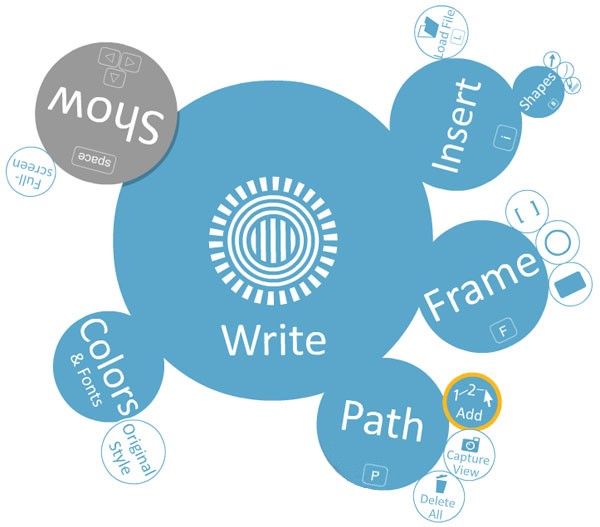 Show
space
Full-
screen
Load File
L
Insert
i
Shapes
S
Frame
F
[ ]
Write
Colors
& Fonts
Original
Style
Path
P
1 2
Add
Capture
View
Delete
All